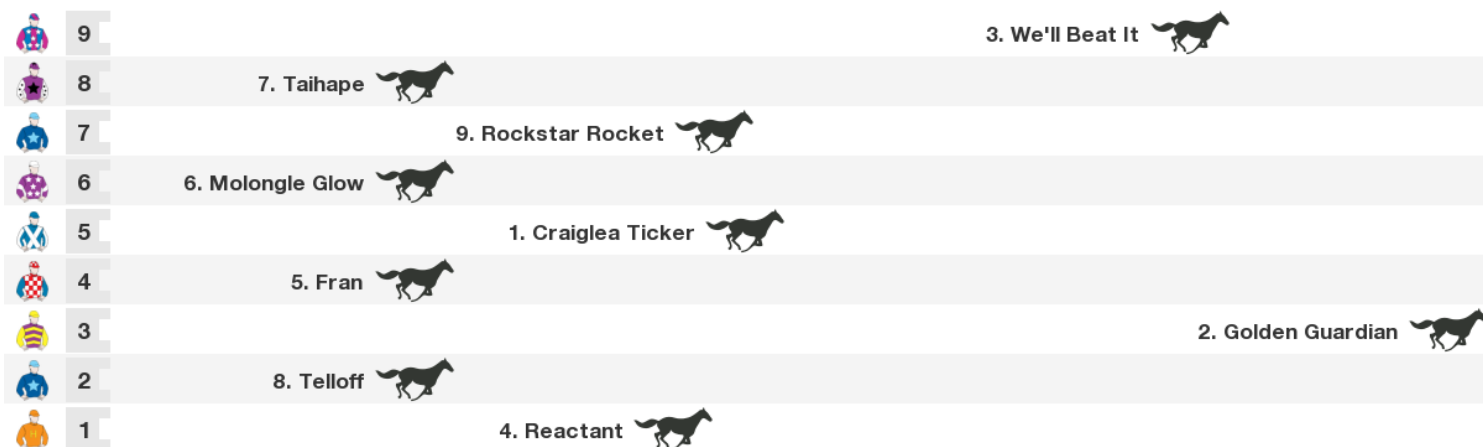 9 3. We'll Beat It
8 7. Taihape
7 9. Rockstar Rocket
6 6. Molongle Glow
5 1. Craiglea Ticker
4 5. Fran
3 2. Golden Guardian
2 8. Telloff
1 4. Reactant